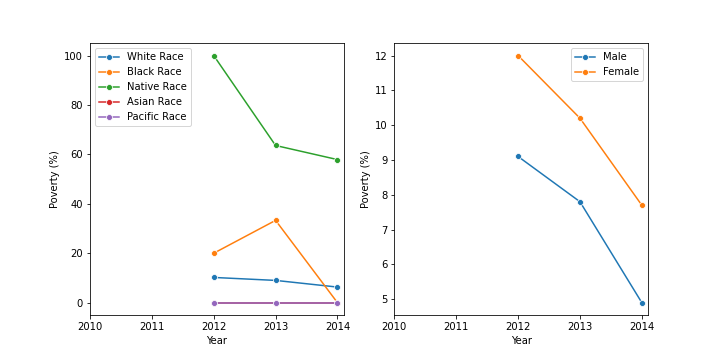 White Race
Black Race
Native Race
Asian Race
Pacific Race
100
80
60
40
20
0
Poverty (%)
2010 2011 2012 2013 2014
Year
Male
Female
12
11
10
9
8
7
6
5
Poverty (%)
2010 2011 2012 2013 2014
Year